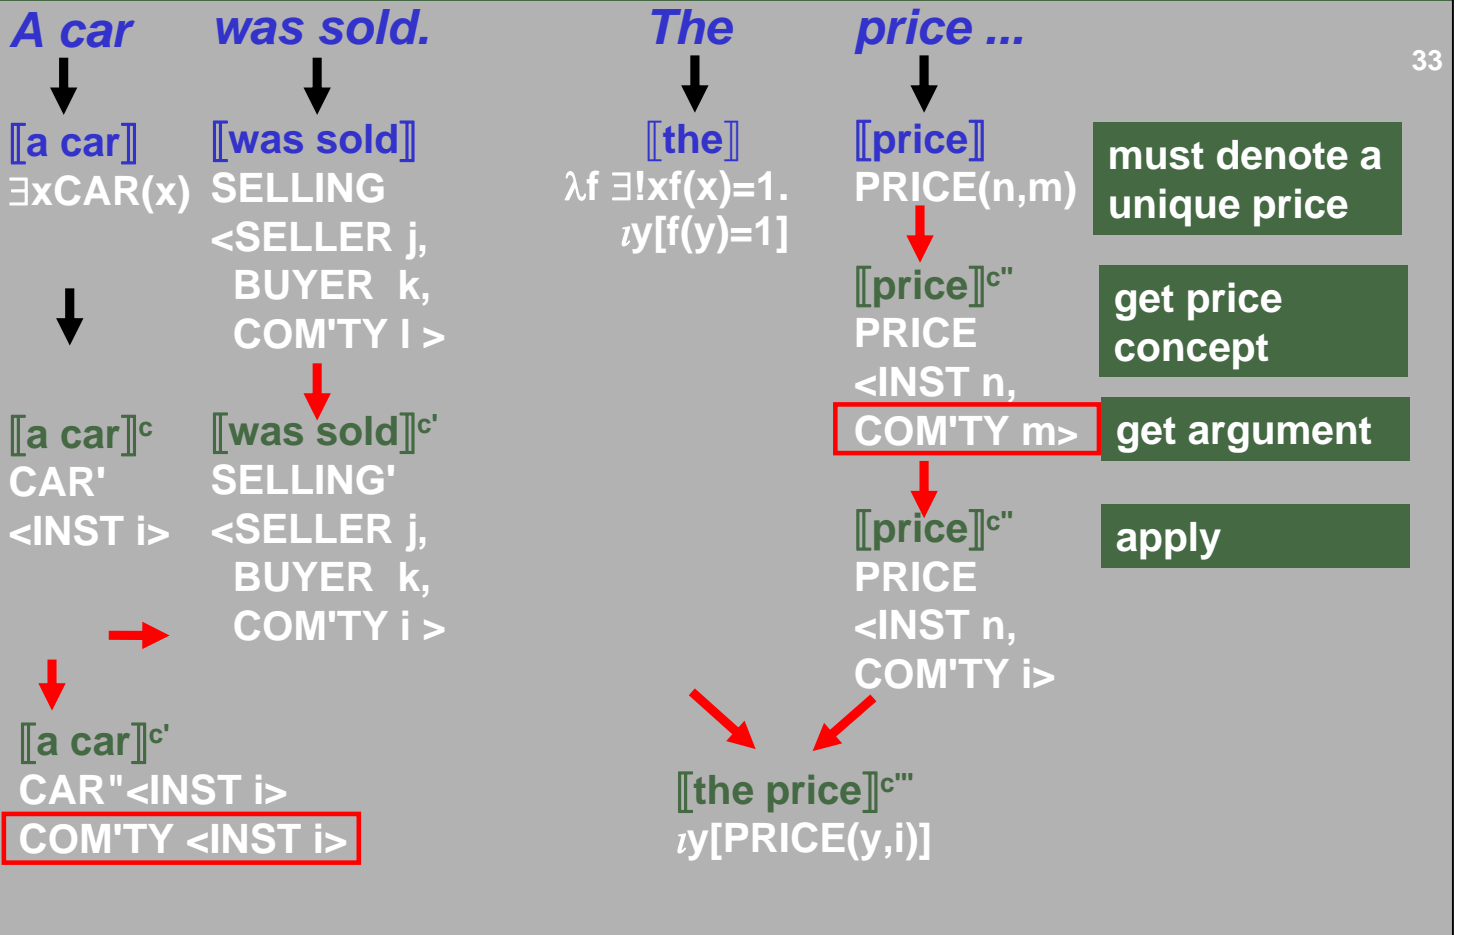 A car was sold. The price ...
33
⟦a car⟧
∃xCAR(x)
⟦was sold⟧
SELLING
<SELLER j,
BUYER k,
COM'TY l >
⟦the⟧
λf ∃!xf(x)=1.
ιy[f(y)=1]
⟦price⟧
PRICE(n,m)
must denote a
unique price
⟦price⟧c''
PRICE
<INST n,
COM'TY m>
get price
concept
get argument
⟦a car⟧c
CAR'
<INST i>
⟦was sold⟧c'
SELLING'
<SELLER j,
BUYER k,
COM'TY i >
⟦price⟧c''
PRICE
<INST n,
COM'TY i>
apply
⟦a car⟧c'
CAR"<INST i>
COM'TY <INST i>
⟦the price⟧c'''
ιy[PRICE(y,i)]